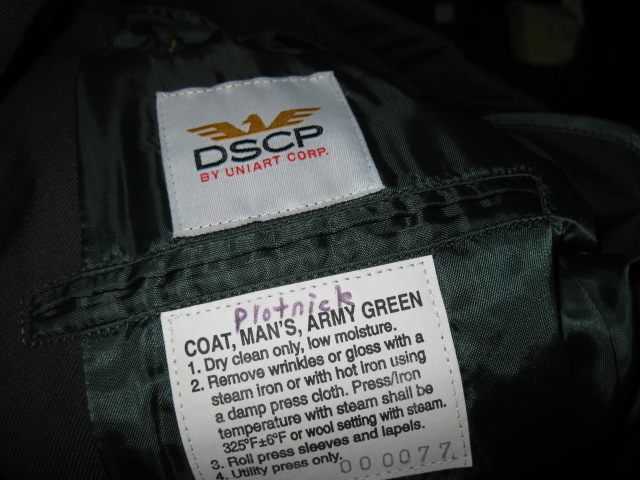 DSCP
BY UNIART CORP.
Plotnick
COAT, MAN'S, ARMY GREEN
1. Dry clean only, low moisture.
2. Remove wrinkles or gloss with a
steam iron or with hot iron using
a damp press cloth. Press/iron
temperature with steam shall be
325°F±6°F or wool setting with steam.
3. Roll press sleeves and lapels.
4. Utility press only.
000077